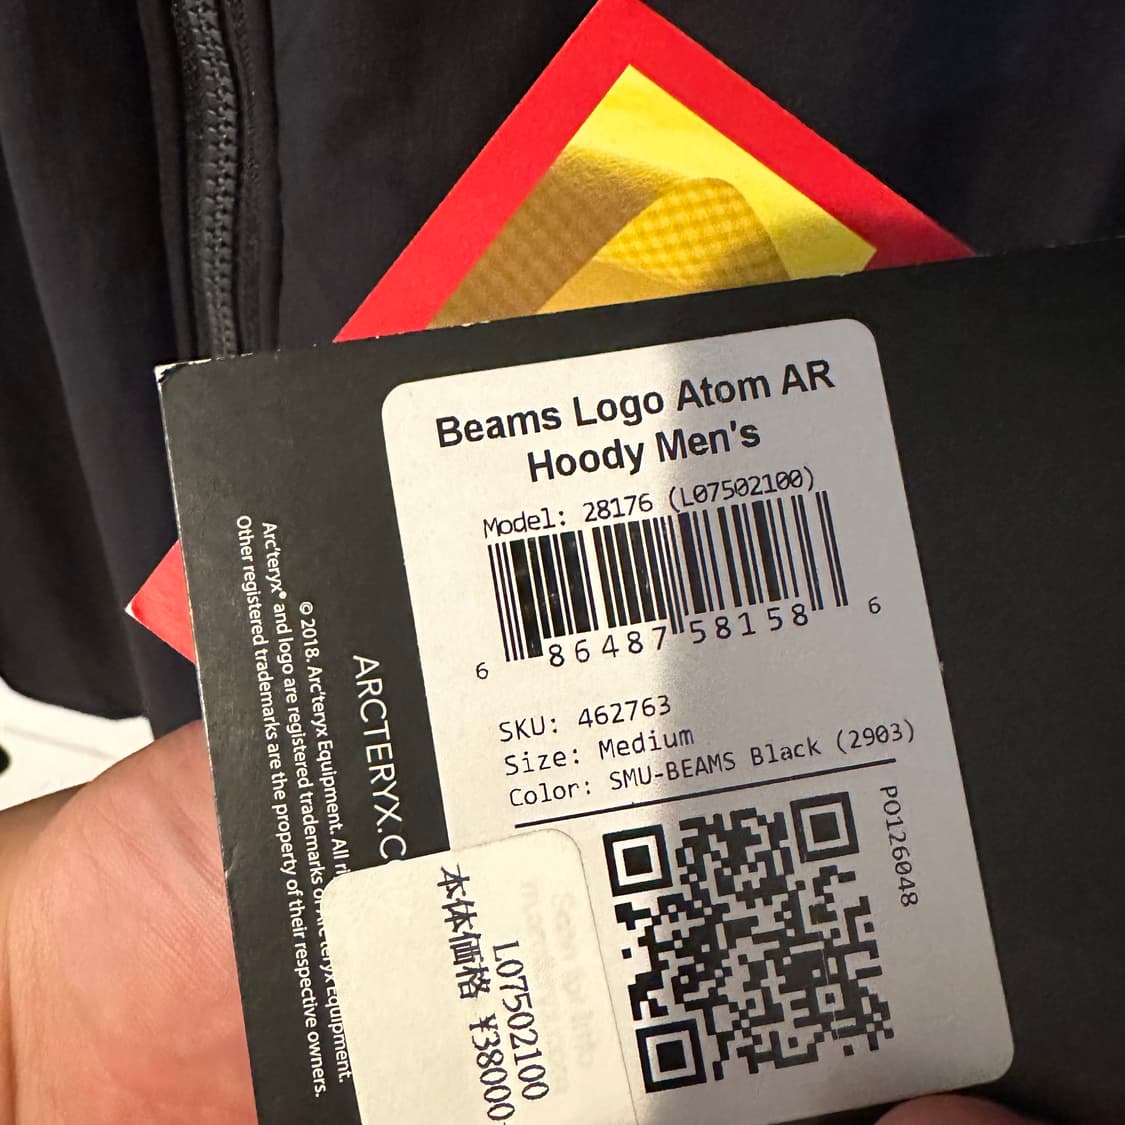 Beams Logo Atom AR
Hoody Men's
Model: 28176 (L07502100)
6 86487 58158 6
SKU: 462763
Size: Medium
Color: SMU-BEAMS Black (2903)
PO126048
ARCTERYX.C
© 2018. Arc'teryx Equipment. All ri
Arc'teryx® and logo are registered trademarks of Arc'teryx Equipment.
Other registered trademarks are the property of their respective owners.
L07502100
本体価格 ¥38000